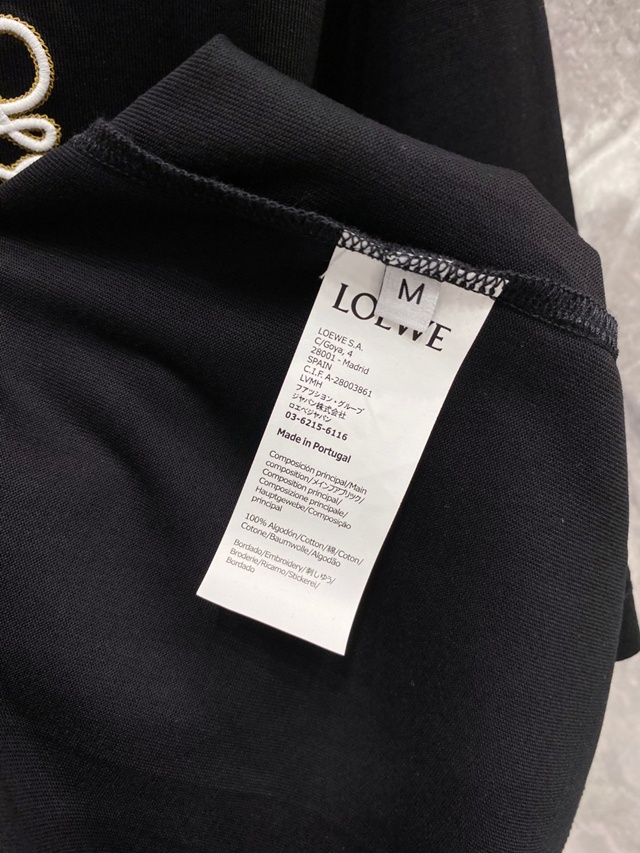 M
LOEWE
LOEWE S.A.
C/Goya, 4
28001 - Madrid
SPAIN
C.I.F. A-28003861
LVMH
ファッション・グループ
ジャパン株式会社
ロエベジャパン
03-6215-6116
Made in Portugal
Composición principal/Main
composition/メインファブリック/
Composition principal/
Composizione principale/
Hauptgewebe/Composição
principal
100% Algodón/Cotton/綿/Coton/
Cotone/Baumwolle/Algodão
Bordado/Embroidery/刺しゅう/
Broderie/Ricamo/Stickerei/
Bordado